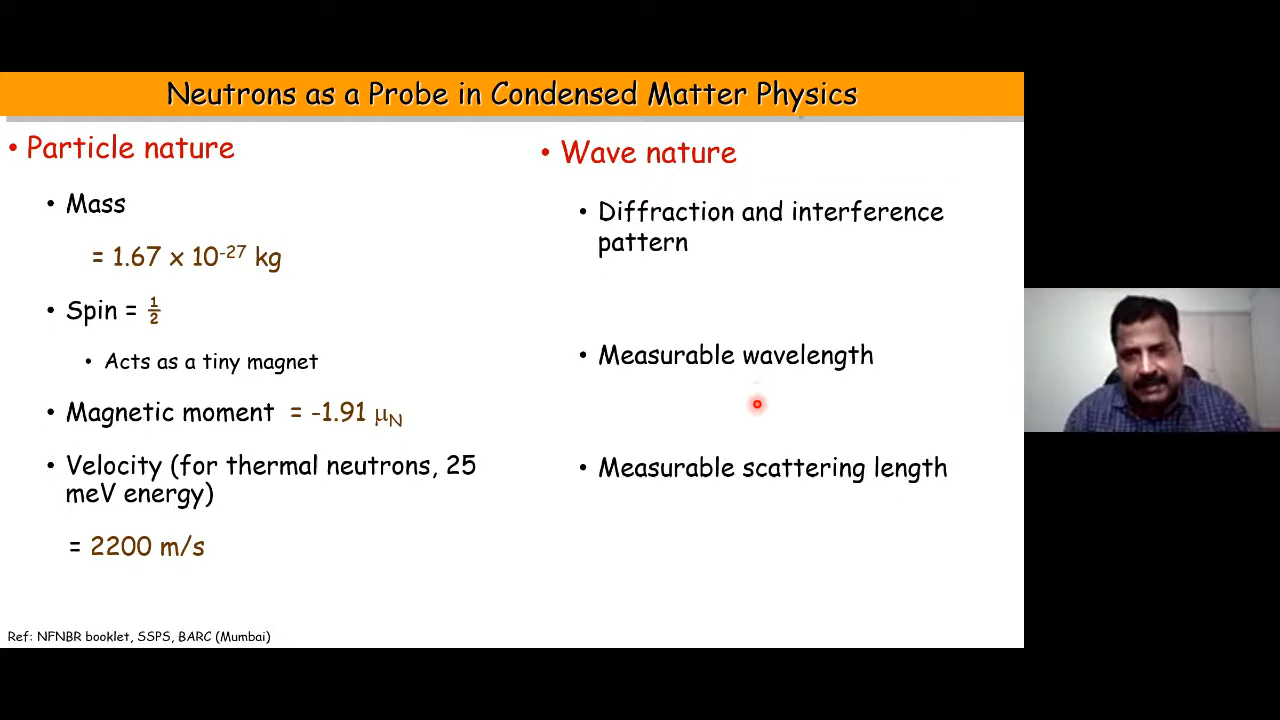 Neutrons as a Probe in Condensed Matter Physics
• Particle nature
• Mass
= 1.67 x 10⁻²⁷ kg
• Spin = ½
• Acts as a tiny magnet
• Magnetic moment = -1.91 μN
• Velocity (for thermal neutrons, 25
meV energy)
= 2200 m/s
• Wave nature
• Diffraction and interference
pattern
• Measurable wavelength
• Measurable scattering length
Ref: NFNBR booklet, SSPS, BARC (Mumbai)